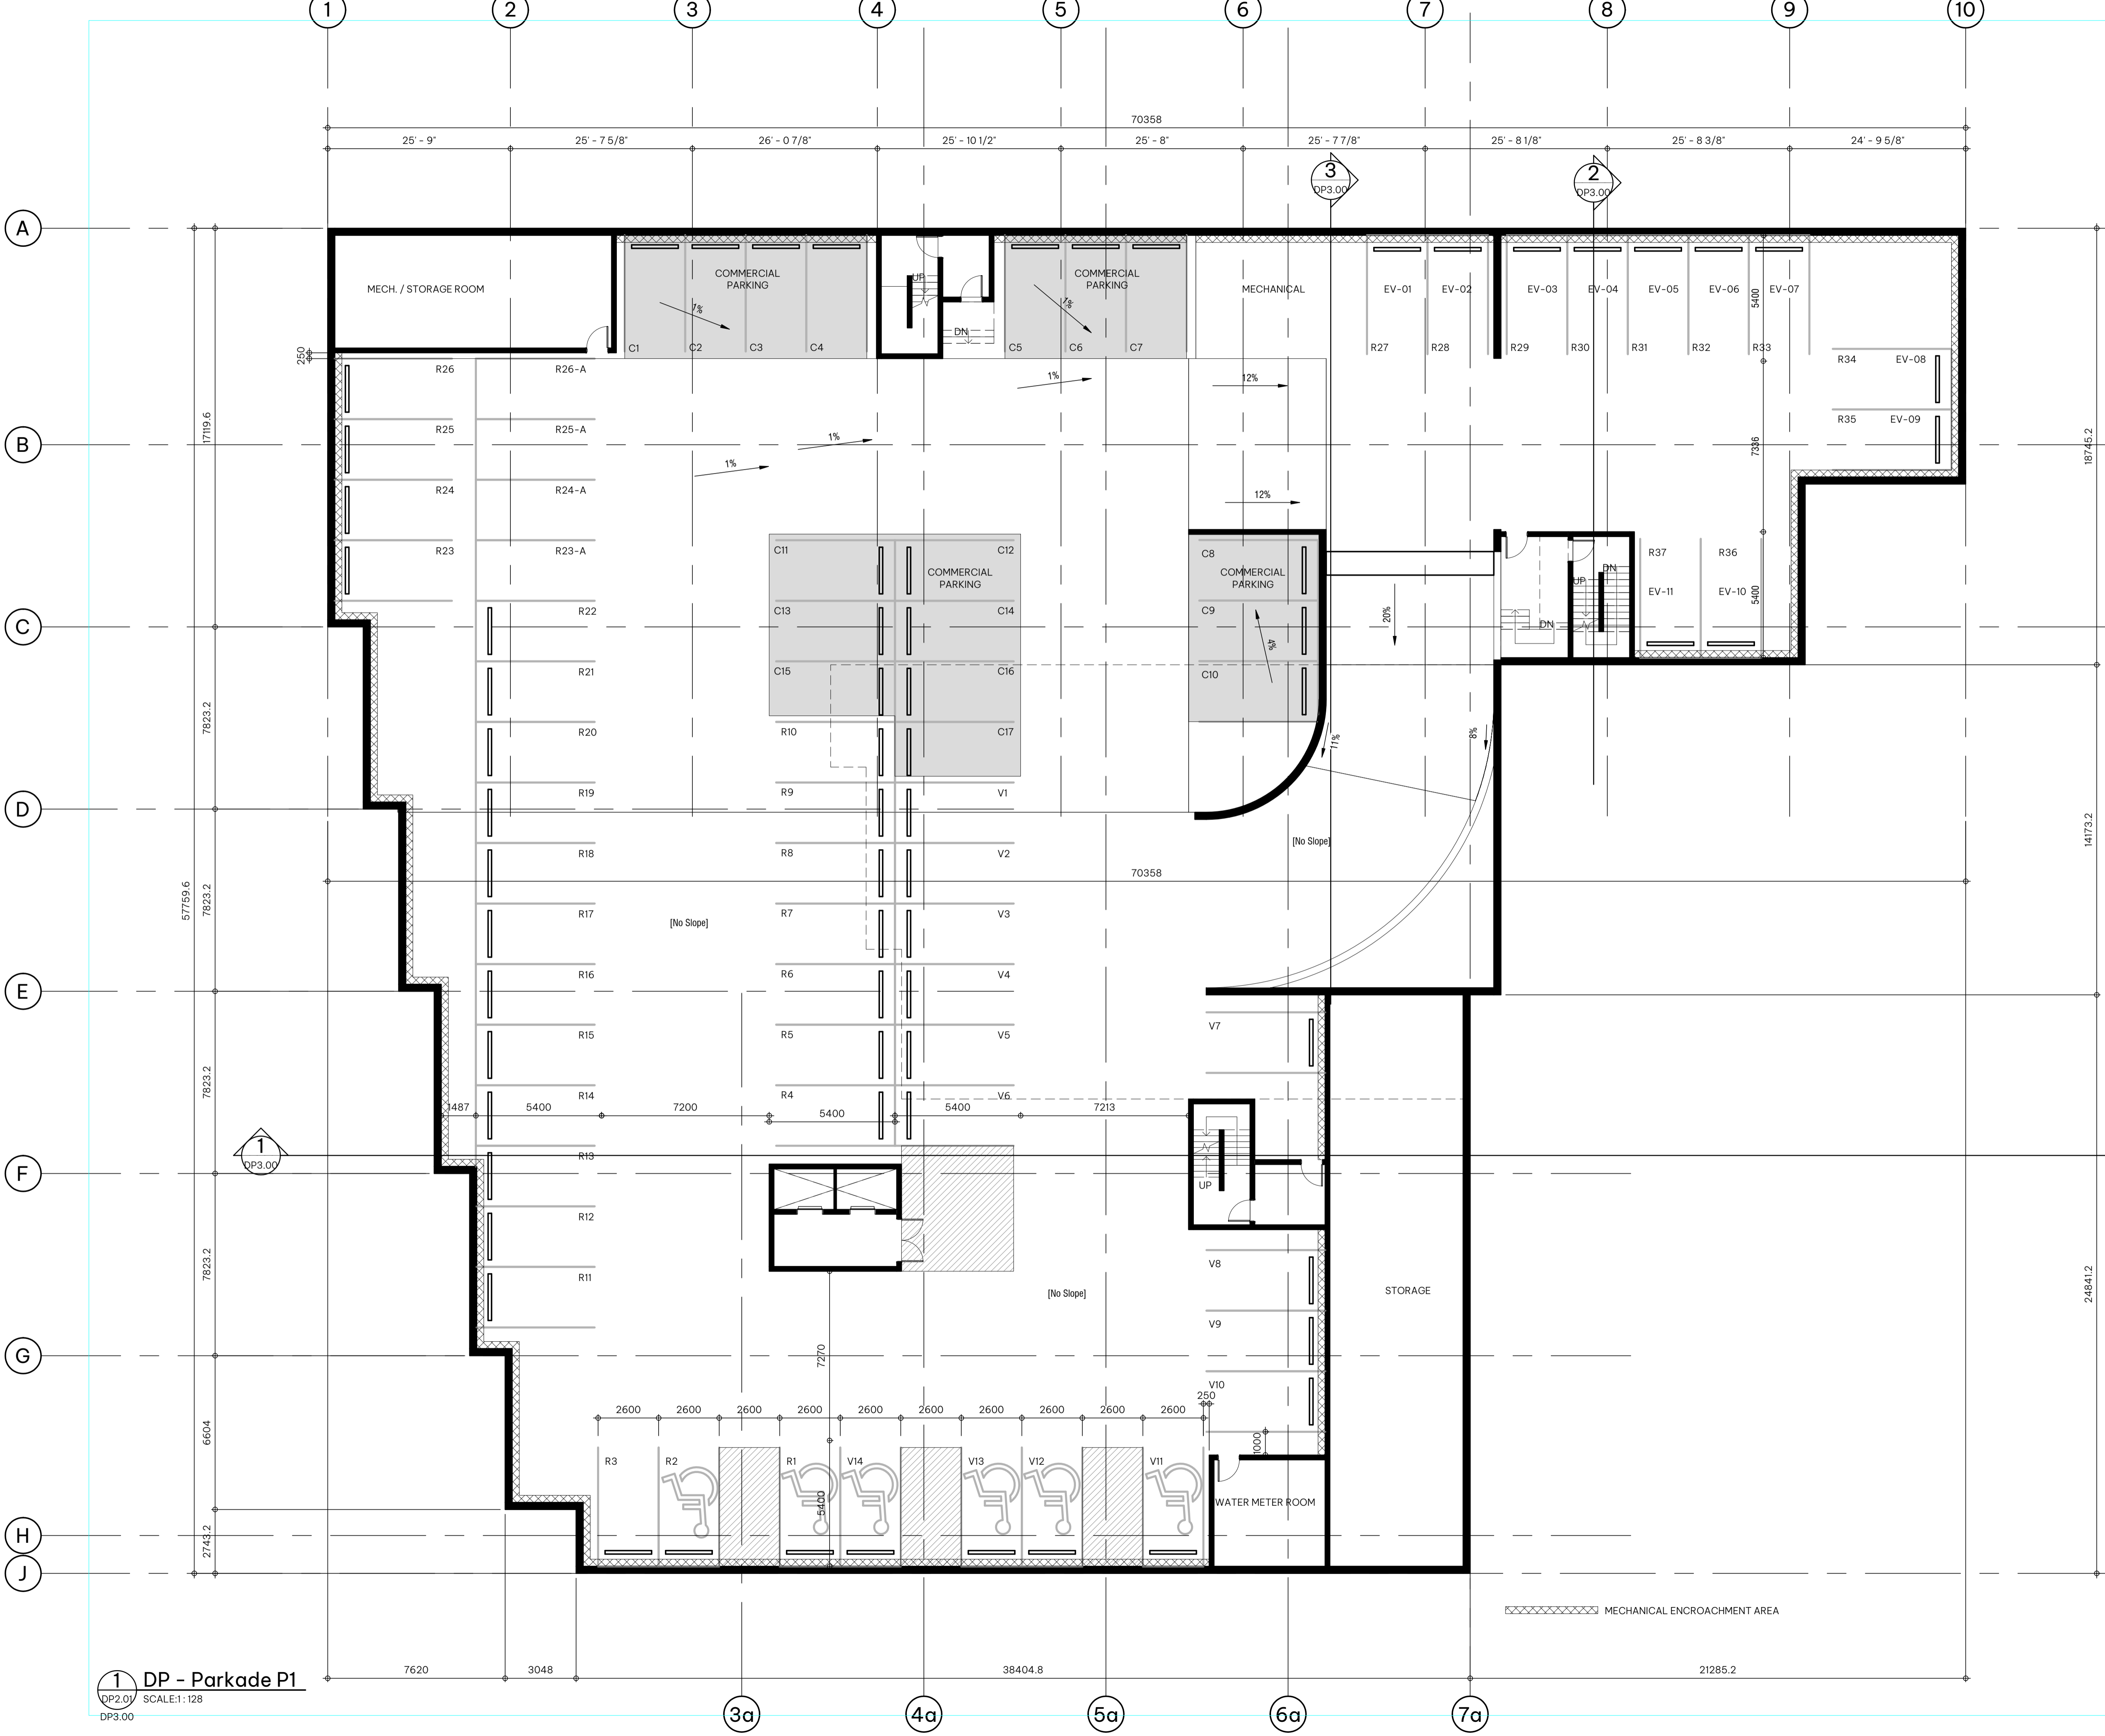 1 2 3 4 5 6 7 8 9 10
70358
25' - 9" 25' - 7 5/8" 26' - 0 7/8" 25' - 10 1/2" 25' - 8" 25' - 7 7/8" 25' - 8 1/8" 25' - 8 3/8" 24' - 9 5/8"
3
DP3.00
2
DP3.00
A
MECH. / STORAGE ROOM
COMMERCIAL
PARKING
1%
C1 C2 C3 C4
UP
DN
COMMERCIAL
PARKING
1%
C5 C6 C7
MECHANICAL
EV-01 EV-02 EV-03 EV-04 EV-05 EV-06 EV-07
R27 R28 R29 R30 R31 R32 R33
5400
R34 EV-08
R35 EV-09
250
R26 R26-A
R25 R25-A
R24 R24-A
R23 R23-A
1%
1%
1%
12%
12%
17119.6
B
7336
18745.2
C11 C12
COMMERCIAL
PARKING
C13 C14
C15 C16
R10 C17
C8
COMMERCIAL
PARKING
C9
4%
C10
20%
11%
8%
UP
DN
DN
R37 R36
EV-11 EV-10
5400
C
R22
R21
R20
7823.2
D
R19 R9 V1
R18 R8 V2
[No Slope]
14173.2
70358
57759.6
7823.2
R17 R7 V3
[No Slope]
R16 R6 V4
E
R15 R5 V5
V7
7823.2
R14 R4 V6
1487 5400 7200 5400 5400 7213
1
DP3.00
R13
F
UP
R12
R11
7823.2
V8
[No Slope]
STORAGE
24841.2
V9
G
7270
V10
250
2600 2600 2600 2600 2600 2600 2600 2600 2600 2600
1000
6604
R3 R2 R1 V14 V13 V12 V11
5400
WATER METER ROOM
H
2743.2
J
MECHANICAL ENCROACHMENT AREA
7620 3048 38404.8 21285.2
1
DP2.01
DP - Parkade P1
SCALE:1 : 128
DP3.00
3a 4a 5a 6a 7a